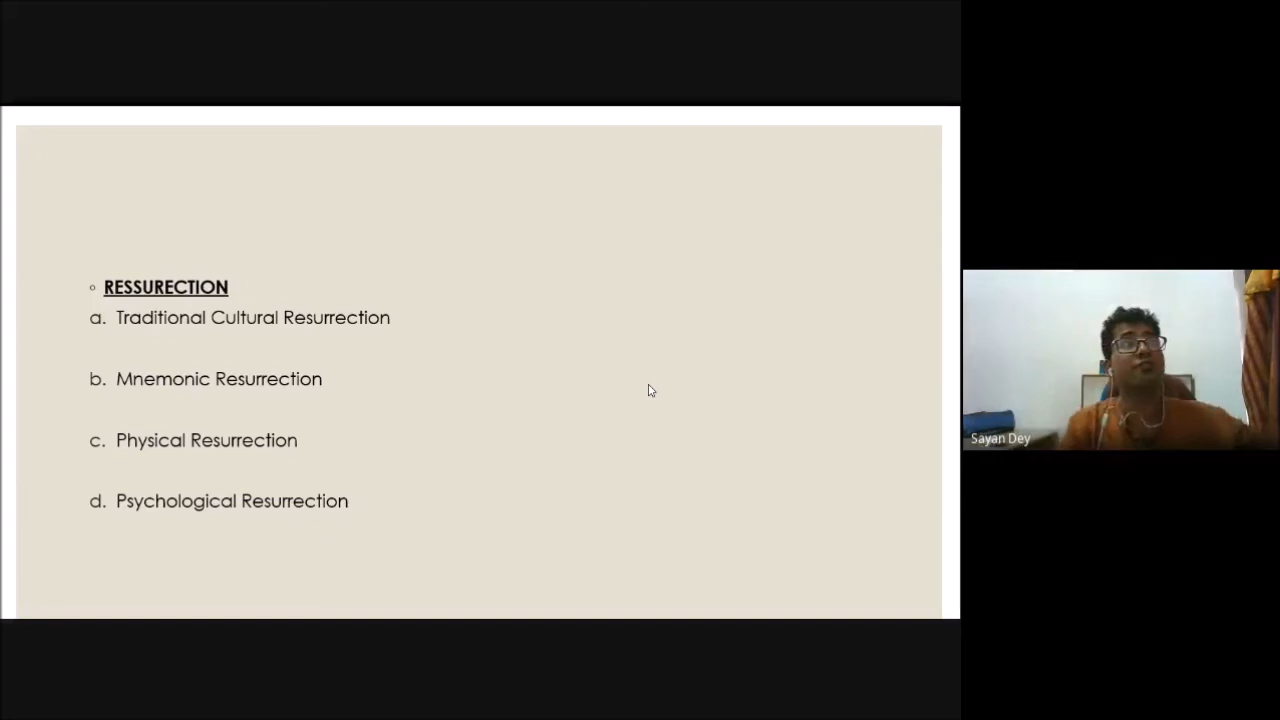 ◦ RESSURECTION
a. Traditional Cultural Resurrection
b. Mnemonic Resurrection
c. Physical Resurrection
d. Psychological Resurrection
Sayan Dey